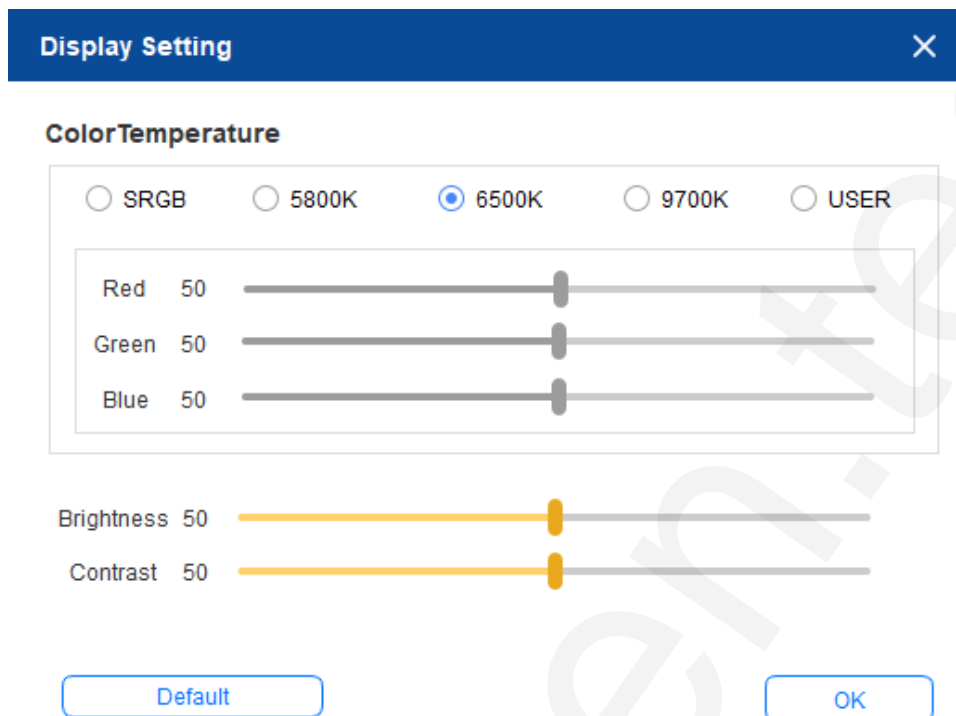 Display Setting
ColorTemperature
SRGB 5800K 6500K 9700K USER
Red 50
Green 50
Blue 50
Brightness 50
Contrast 50
Default OK